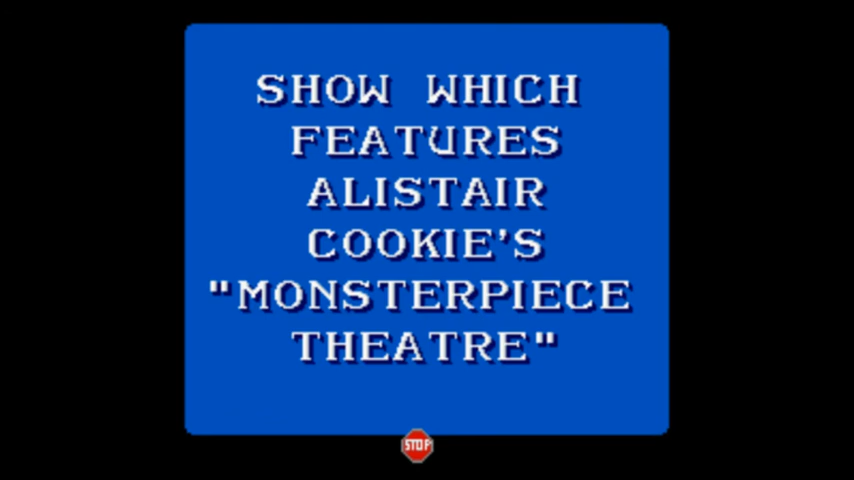 SHOW WHICH
FEATURES
ALISTAIR
COOKIE'S
"MONSTERPIECE
THEATRE"
STOP